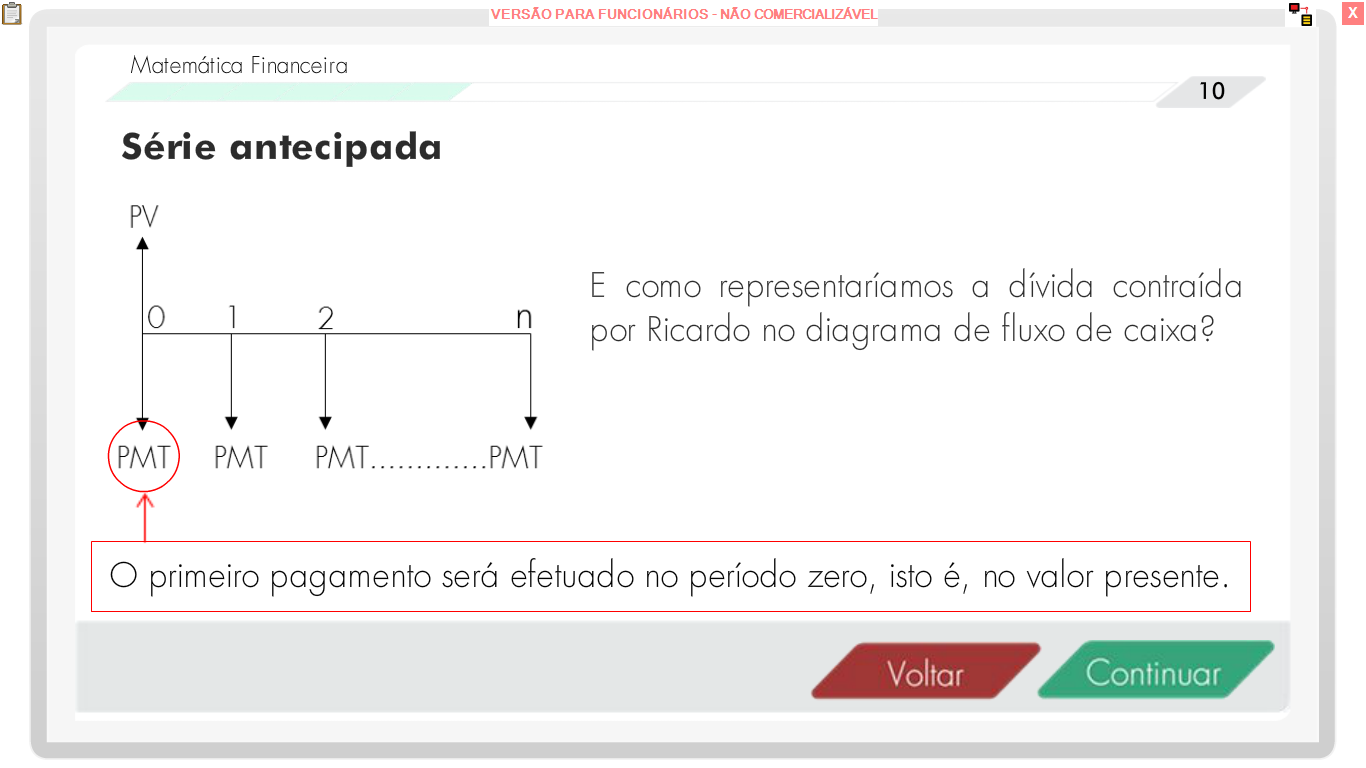 VERSÃO PARA FUNCIONÁRIOS - NÃO COMERCIALIZÁVEL
X
Matemática Financeira
10
Série antecipada
PV
0 1 2 n
PMT PMT PMT.............PMT
E como representaríamos a dívida contraída
por Ricardo no diagrama de fluxo de caixa?
O primeiro pagamento será efetuado no período zero, isto é, no valor presente.
Voltar
Continuar